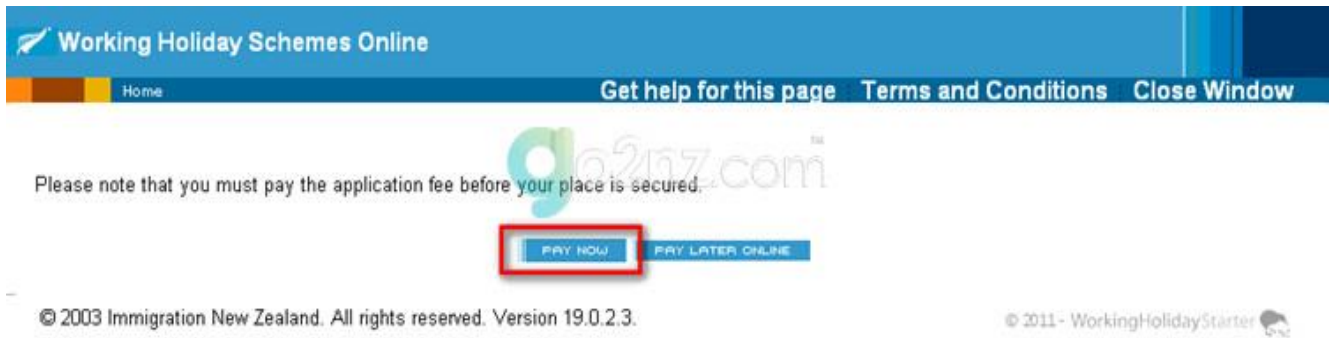 Working Holiday Schemes Online
Home Get help for this page Terms and Conditions Close Window
go2nz.com™
Please note that you must pay the application fee before your place is secured.
PAY NOW PAY LATER ONLINE
© 2003 Immigration New Zealand. All rights reserved. Version 19.0.2.3.
© 2011 - WorkingHolidayStarter